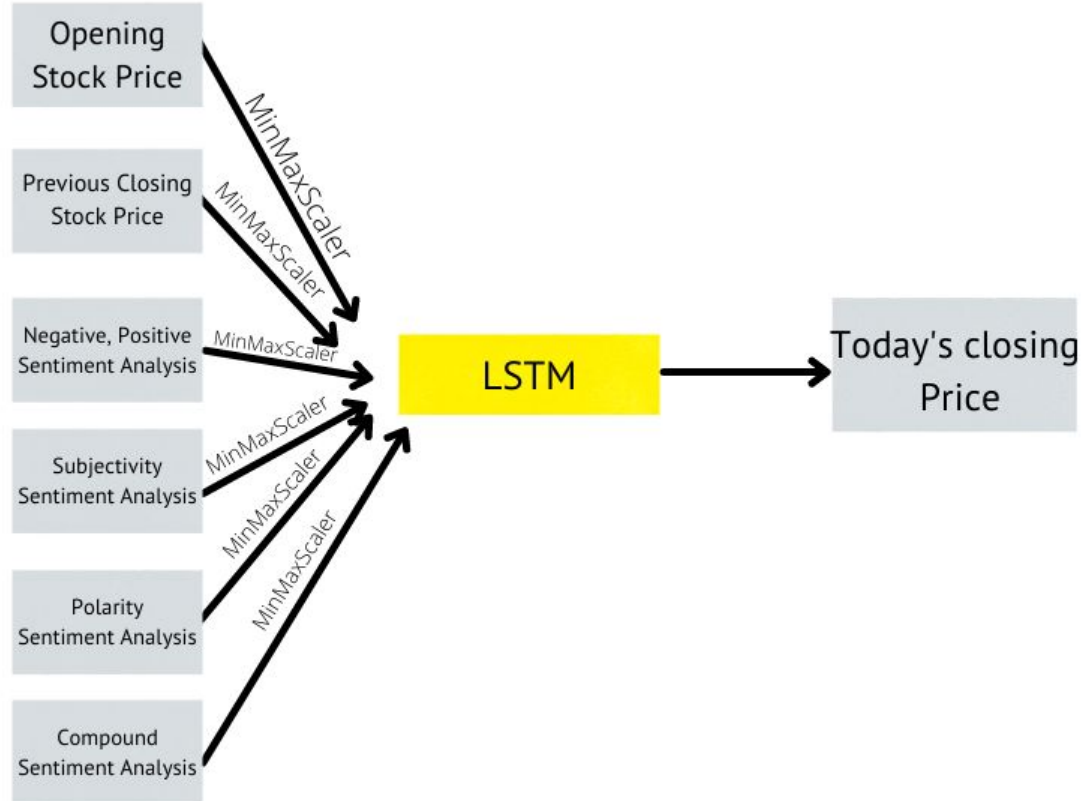 Opening
Stock Price
MinMaxScaler
Previous Closing
Stock Price
MinMaxScaler
Negative, Positive
Sentiment Analysis
MinMaxScaler
Subjectivity
Sentiment Analysis
MinMaxScaler
Polarity
Sentiment Analysis
MinMaxScaler
Compound
Sentiment Analysis
MinMaxScaler
LSTM
Today's closing
Price